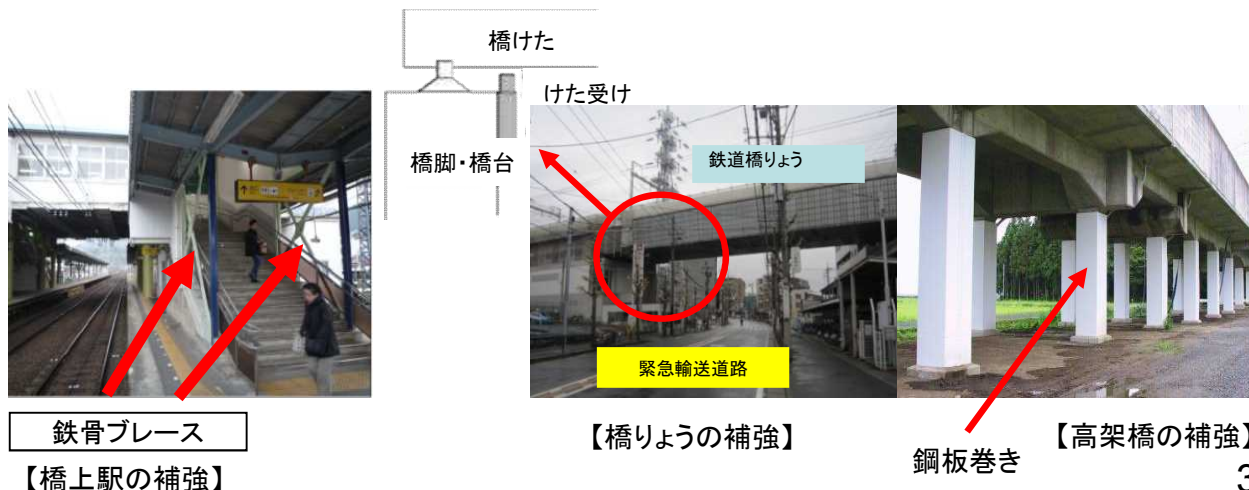 橋けた
けた受け
橋脚・橋台
鉄道橋りょう
緊急輸送道路
鉄骨ブレース
【橋上駅の補強】
【橋りょうの補強】
鋼板巻き
【高架橋の補強】
3